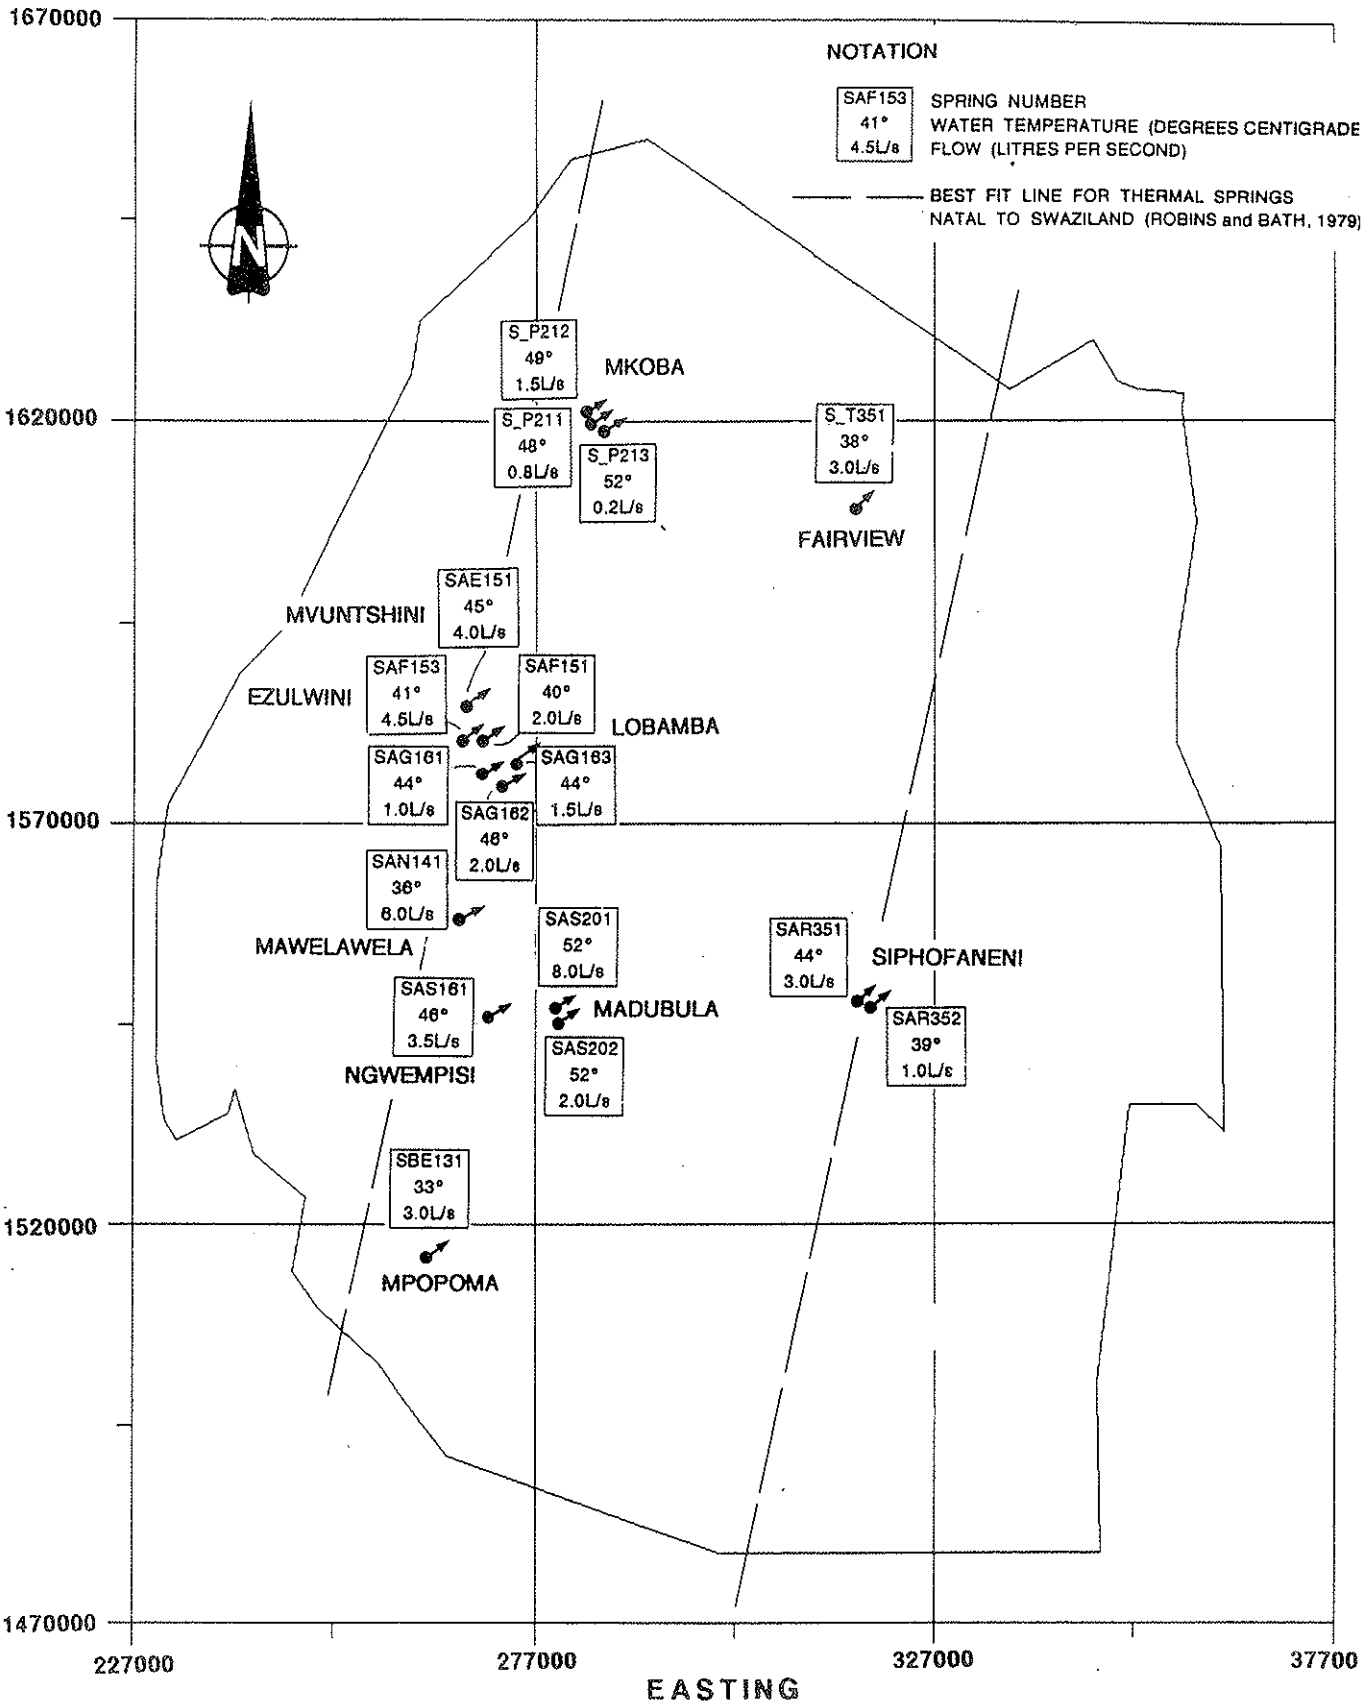 1670000
NOTATION
SAF153
41°
4.5L/s
SPRING NUMBER
WATER TEMPERATURE (DEGREES CENTIGRADE
FLOW (LITRES PER SECOND)
BEST FIT LINE FOR THERMAL SPRINGS
NATAL TO SWAZILAND (ROBINS and BATH, 1979)
N
S_P212
49°
1.5L/s
MKOBA
1620000
S_P211
48°
0.8L/s
S_P213
52°
0.2L/s
S_T351
38°
3.0L/s
FAIRVIEW
SAE151
45°
4.0L/s
MVUNTSHINI
SAF153
41°
4.5L/s
EZULWINI
SAF151
40°
2.0L/s
LOBAMBA
SAG161
44°
1.0L/s
SAG163
44°
1.5L/s
SAG162
46°
2.0L/s
1570000
SAN141
36°
6.0L/s
MAWELAWELA
SAS201
52°
8.0L/s
MADUBULA
SAR351
44°
3.0L/s
SIPHOFANENI
SAS161
46°
3.5L/s
NGWEMPISI
SAS202
52°
2.0L/s
SAR352
39°
1.0L/s
SBE131
33°
3.0L/s
1520000
MPOPOMA
1470000
227000
277000
327000
37700
EASTING